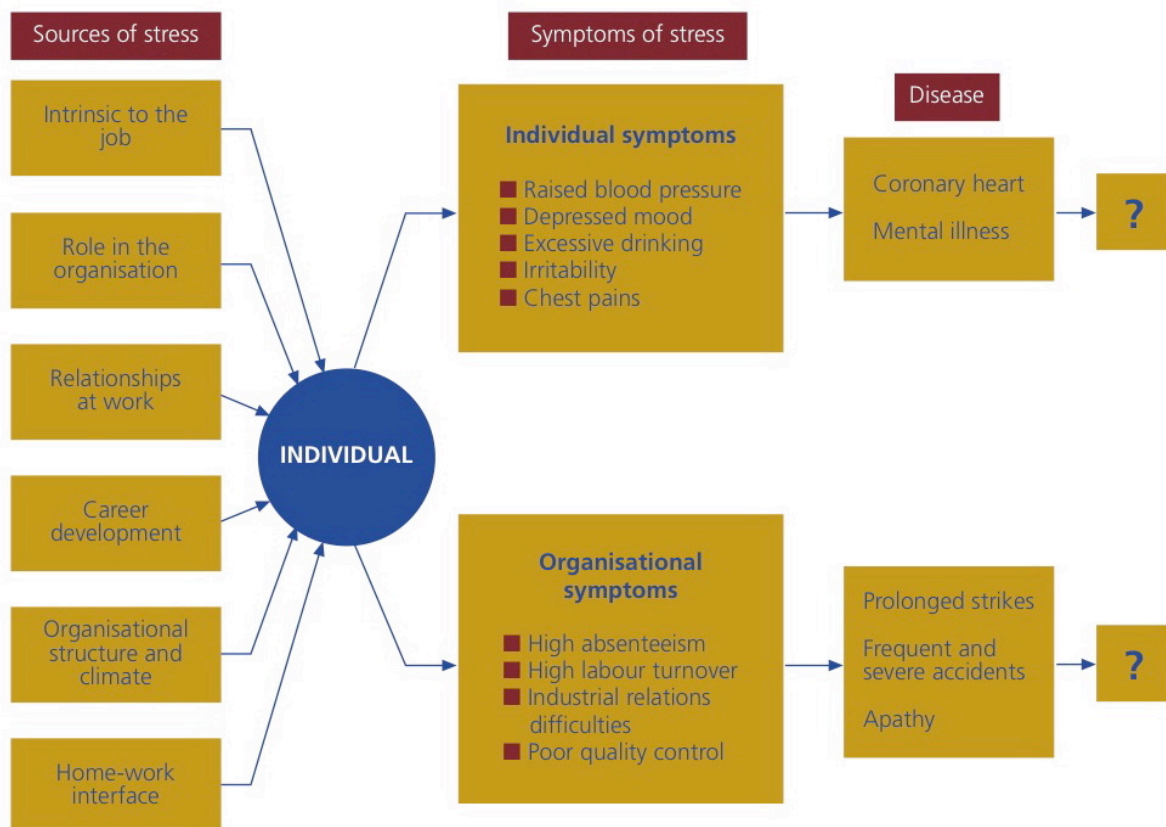 Sources of stress
Intrinsic to the
job
Role in the
organisation
Relationships
at work
Career
development
Organisational
structure and
climate
Home-work
interface
INDIVIDUAL
Symptoms of stress
Individual symptoms
Raised blood pressure
Depressed mood
Excessive drinking
Irritability
Chest pains
Organisational
symptoms
High absenteeism
High labour turnover
Industrial relations
difficulties
Poor quality control
Disease
Coronary heart
Mental illness
?
Prolonged strikes
Frequent and
severe accidents
Apathy
?